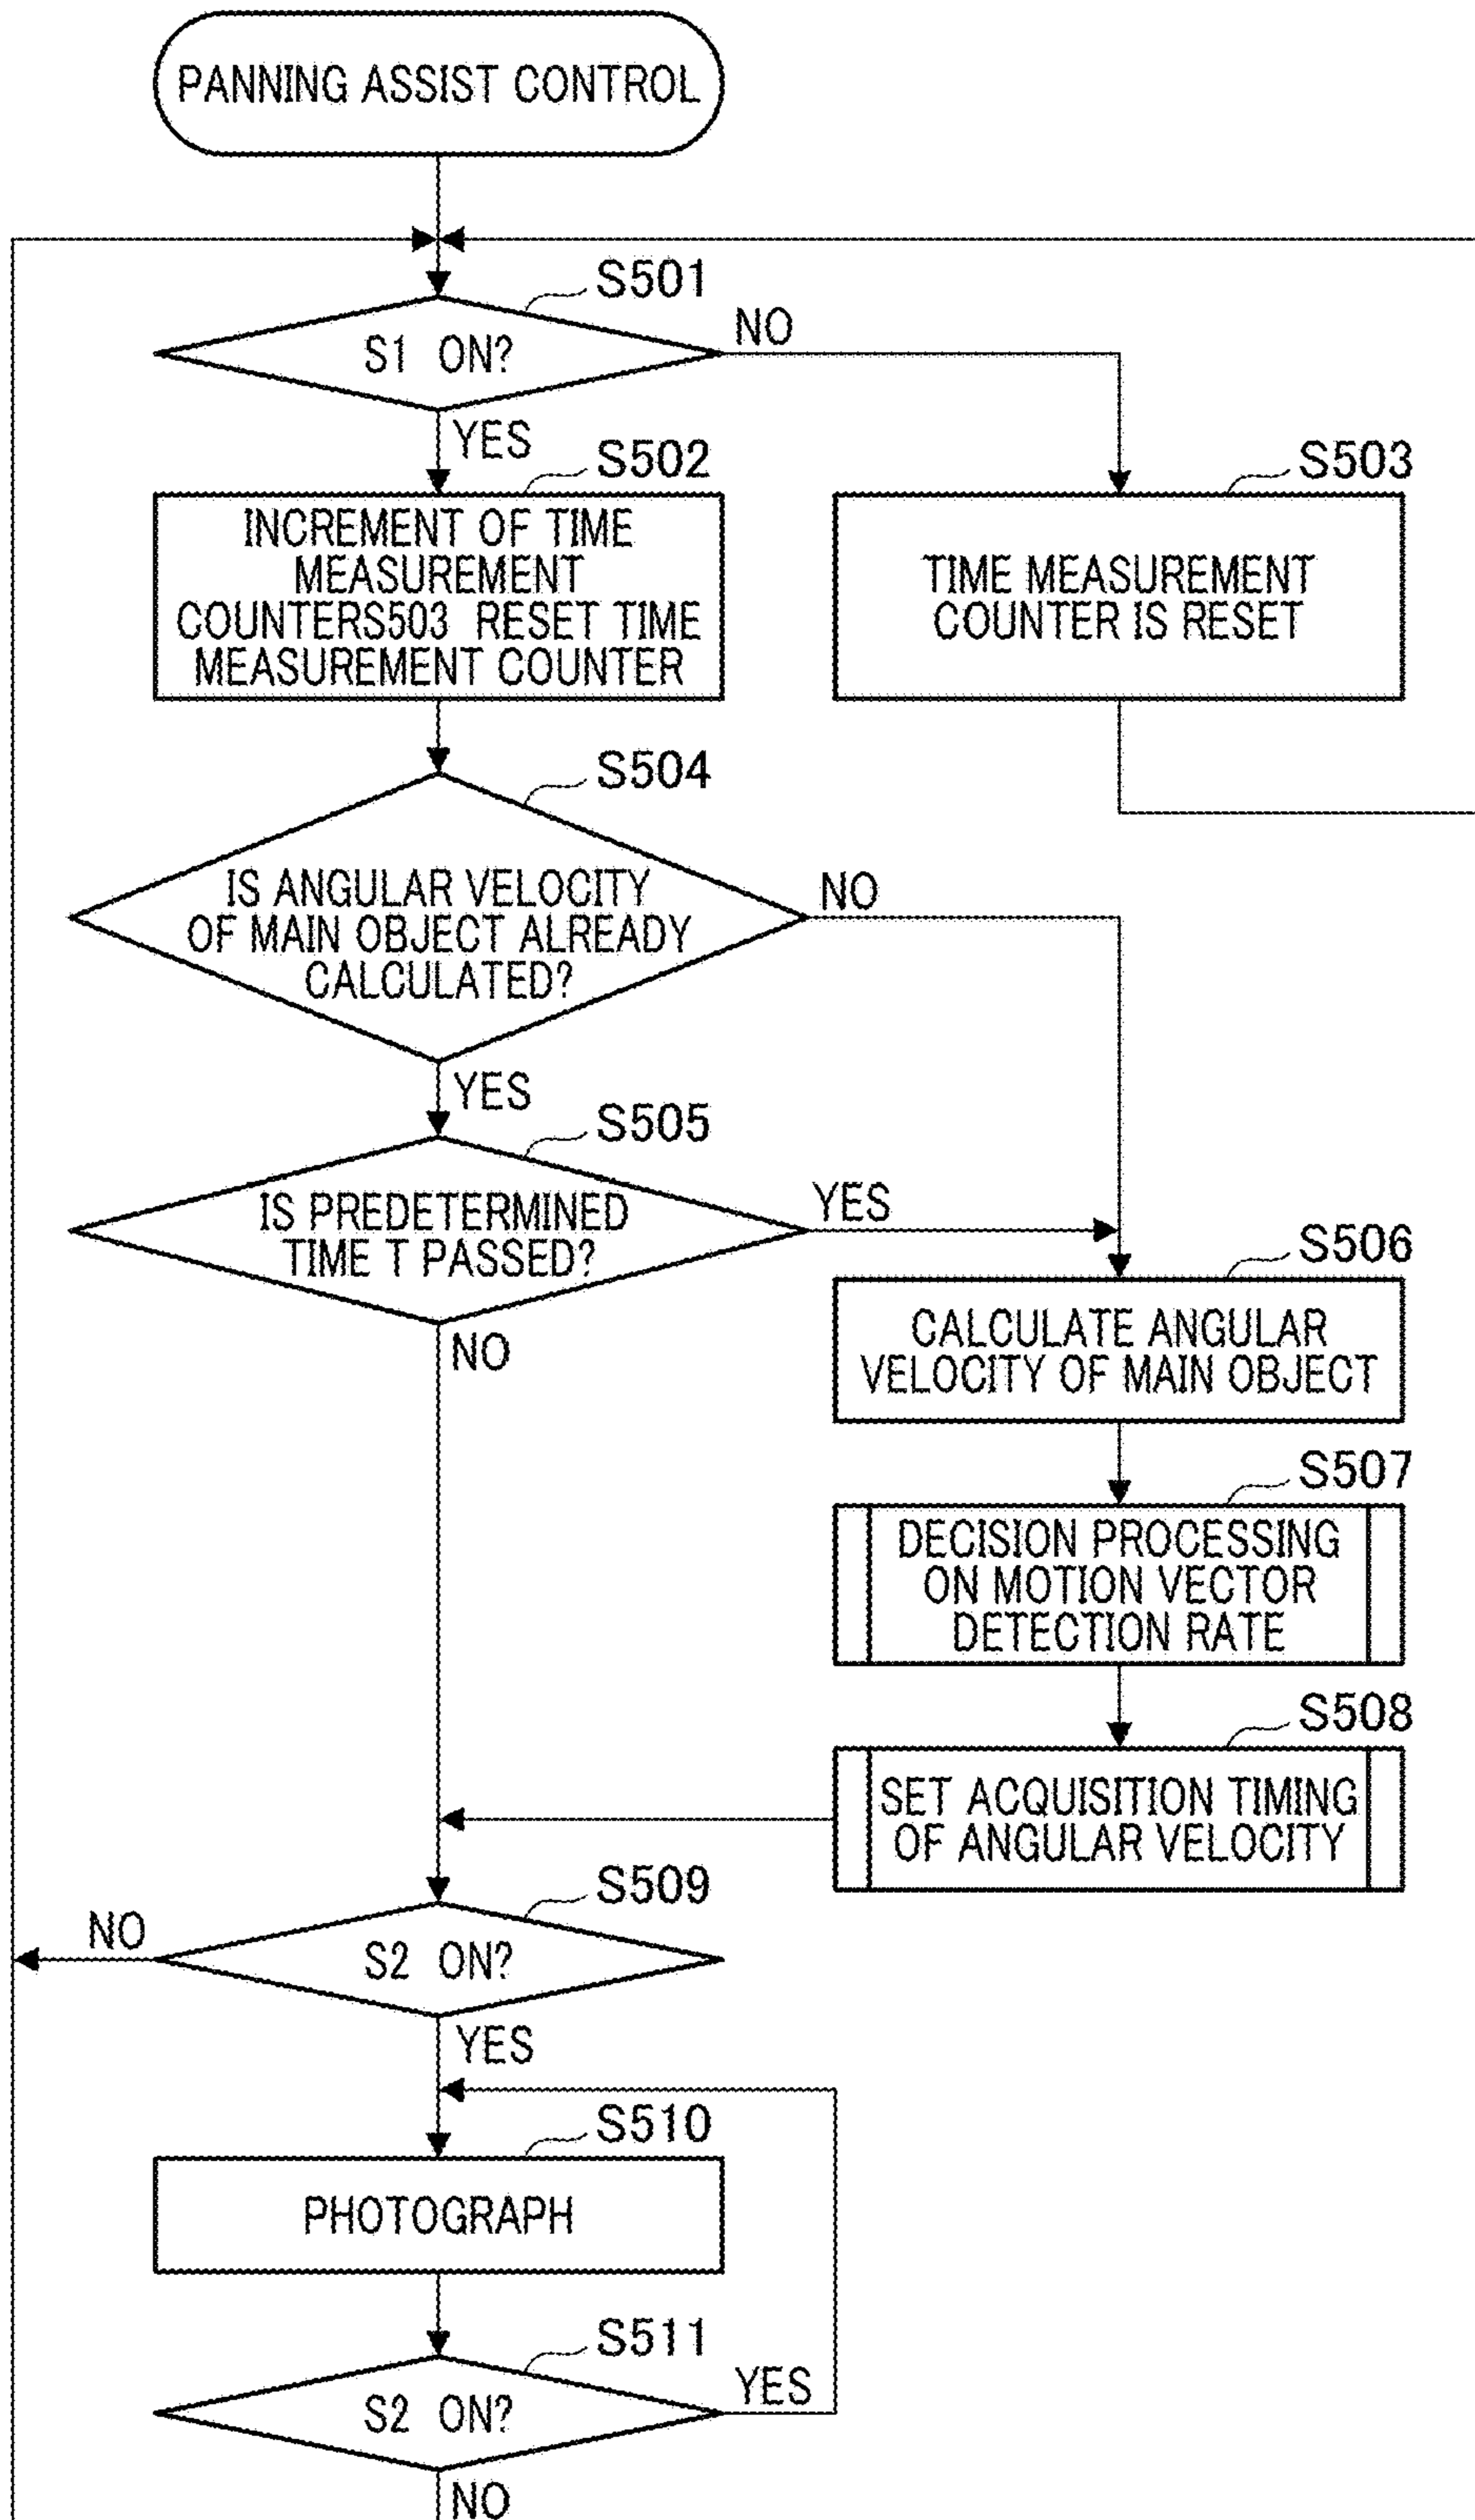 PANNING ASSIST CONTROL
S501
S1 ON?
NO
YES
S502
INCREMENT OF TIME
MEASUREMENT
COUNTERS503 RESET TIME
MEASUREMENT COUNTER
S503
TIME MEASUREMENT
COUNTER IS RESET
S504
IS ANGULAR VELOCITY
OF MAIN OBJECT ALREADY
CALCULATED?
NO
YES
S505
IS PREDETERMINED
TIME T PASSED?
YES
NO
S506
CALCULATE ANGULAR
VELOCITY OF MAIN OBJECT
S507
DECISION PROCESSING
ON MOTION VECTOR
DETECTION RATE
S508
SET ACQUISITION TIMING
OF ANGULAR VELOCITY
S509
S2 ON?
NO
YES
S510
PHOTOGRAPH
S511
S2 ON?
YES
NO